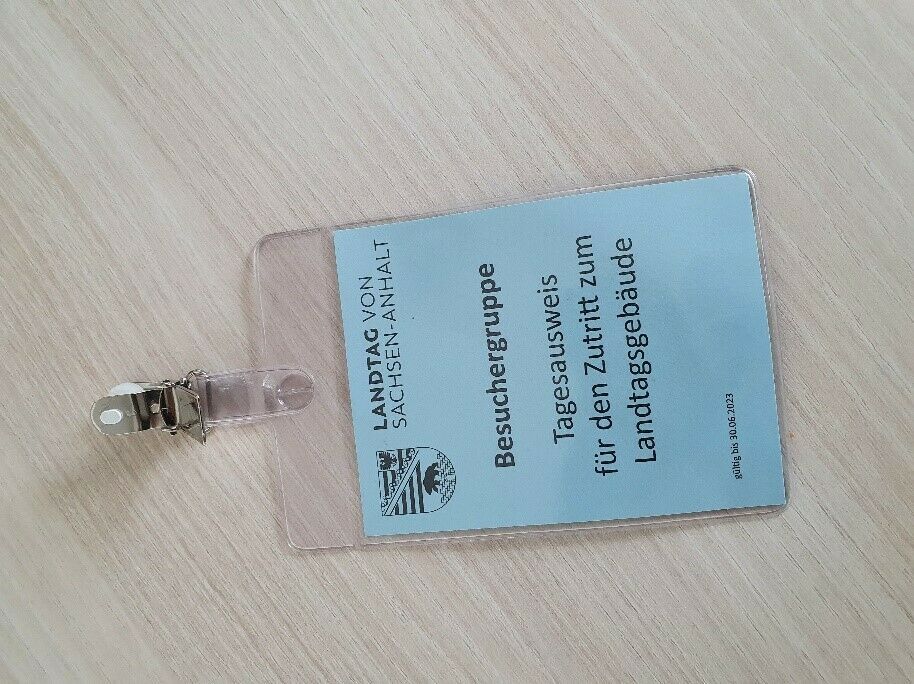 LANDTAG VON
SACHSEN-ANHALT
Besuchergruppe
Tagesausweis
für den Zutritt zum
Landtagsgebäude
gültig bis 30.06.2023